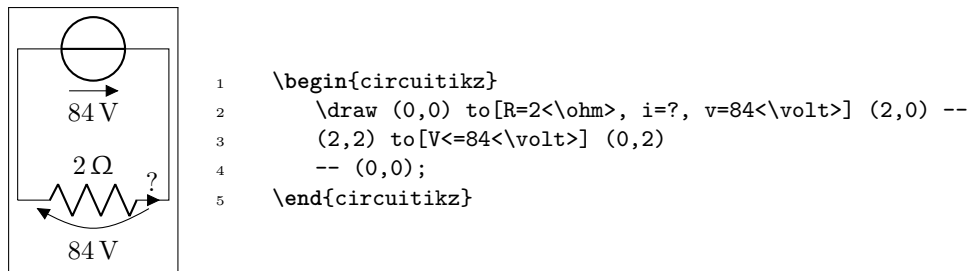 84 V
2 Ω
?
84 V
1 \begin{circuitikz}
2 \draw (0,0) to[R=2<\ohm>, i=?, v=84<\volt>] (2,0) --
3 (2,2) to[V<=84<\volt>] (0,2)
4 -- (0,0);
5 \end{circuitikz}